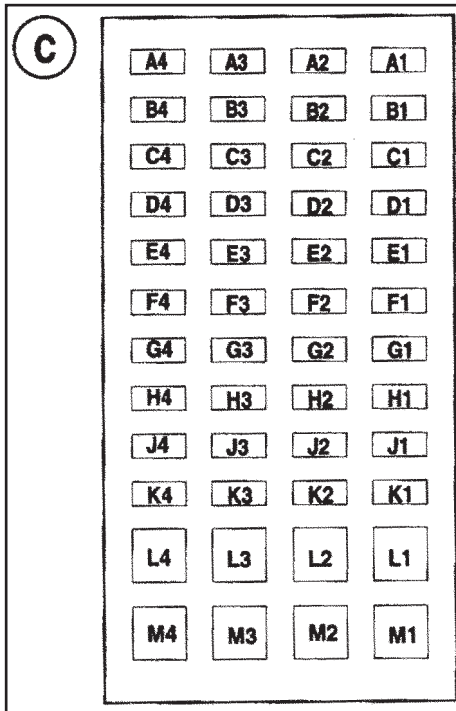 C
A4 A3 A2 A1
B4 B3 B2 B1
C4 C3 C2 C1
D4 D3 D2 D1
E4 E3 E2 E1
F4 F3 F2 F1
G4 G3 G2 G1
H4 H3 H2 H1
J4 J3 J2 J1
K4 K3 K2 K1
L4 L3 L2 L1
M4 M3 M2 M1